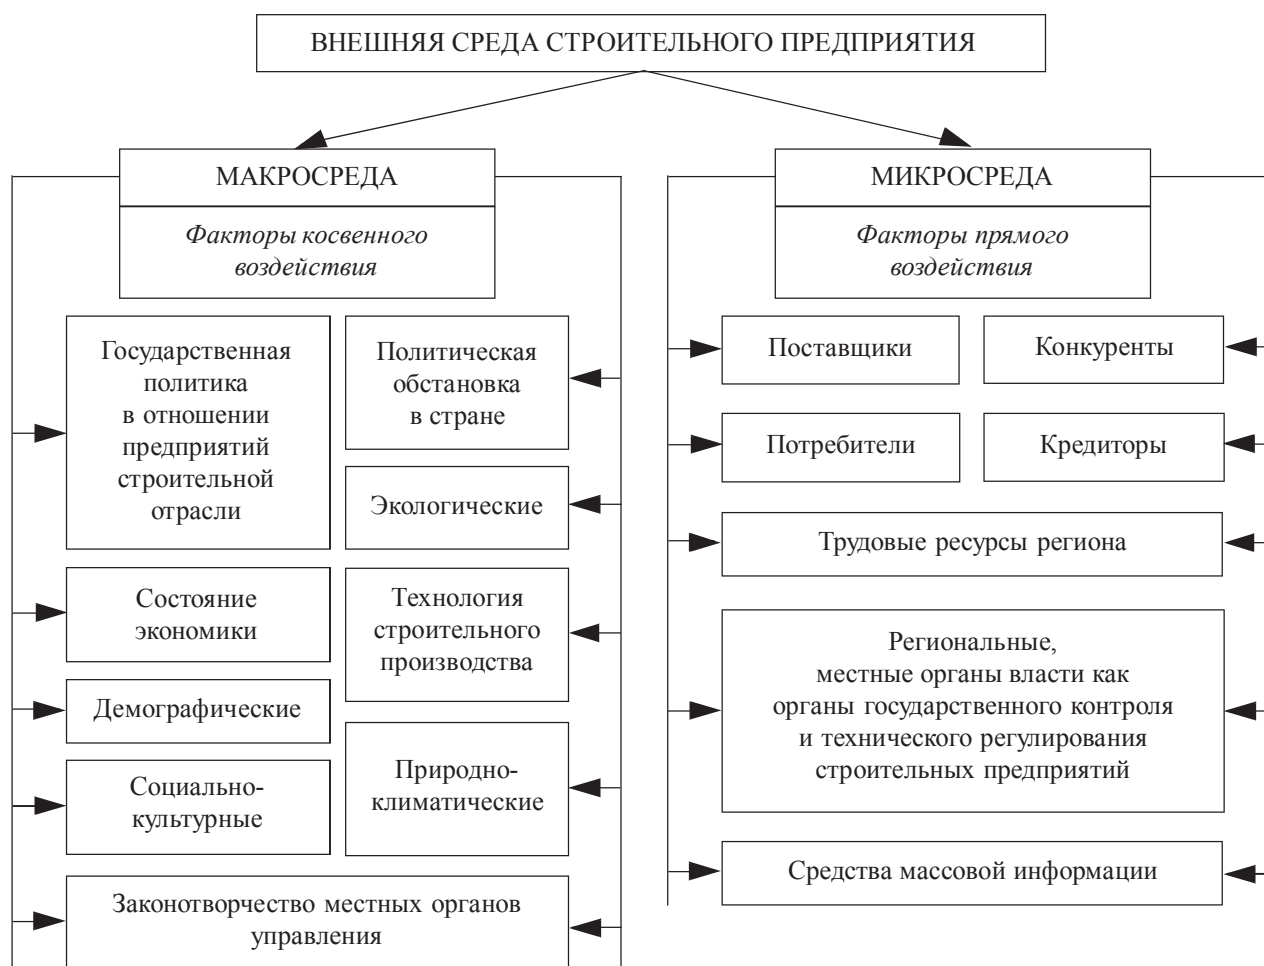 ВНЕШНЯЯ СРЕДА СТРОИТЕЛЬНОГО ПРЕДПРИЯТИЯ
МАКРОСРЕДА
Факторы косвенного
воздействия
Государственная
политика
в отношении
предприятий
строительной
отрасли
Политическая
обстановка
в стране
Экологические
Состояние
экономики
Технология
строительного
производства
Демографические
Социально-
культурные
Природно-
климатические
Законотворчество местных органов
управления
МИКРОСРЕДА
Факторы прямого
воздействия
Поставщики
Конкуренты
Потребители
Кредиторы
Трудовые ресурсы региона
Региональные,
местные органы власти как
органы государственного контроля
и технического регулирования
строительных предприятий
Средства массовой информации